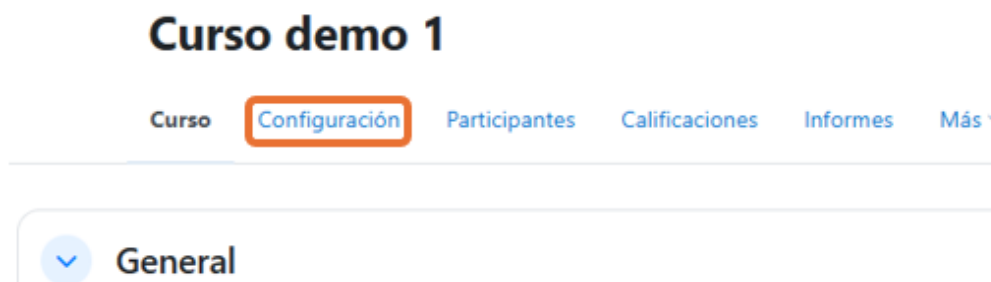 Curso demo 1
Curso Configuración Participantes Calificaciones Informes Más
General